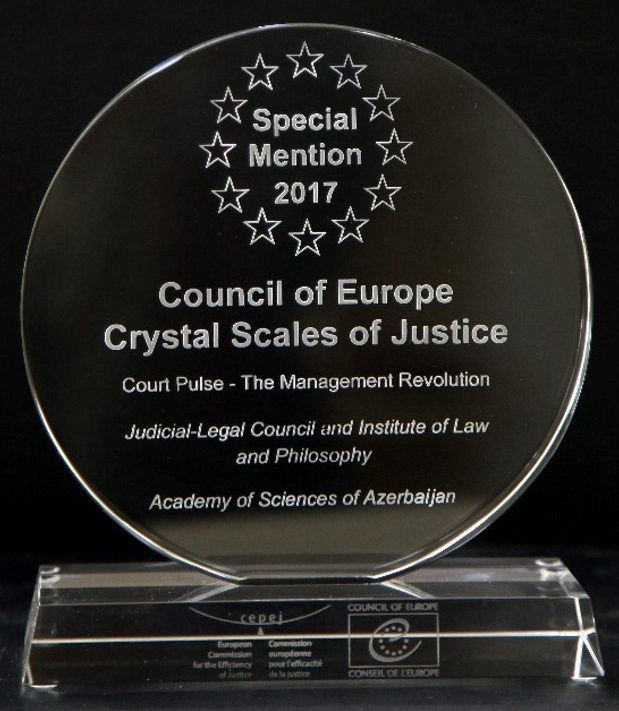 Special
Mention
2017
Council of Europe
Crystal Scales of Justice
Court Pulse - The Management Revolution
Judicial-Legal Council and Institute of Law
and Philosophy
Academy of Sciences of Azerbaijan
cepej
European
Commission
for the Efficiency
of Justice
Commission
européenne
pour l'efficacité
de la justice
COUNCIL OF EUROPE
CONSEIL DE L'EUROPE